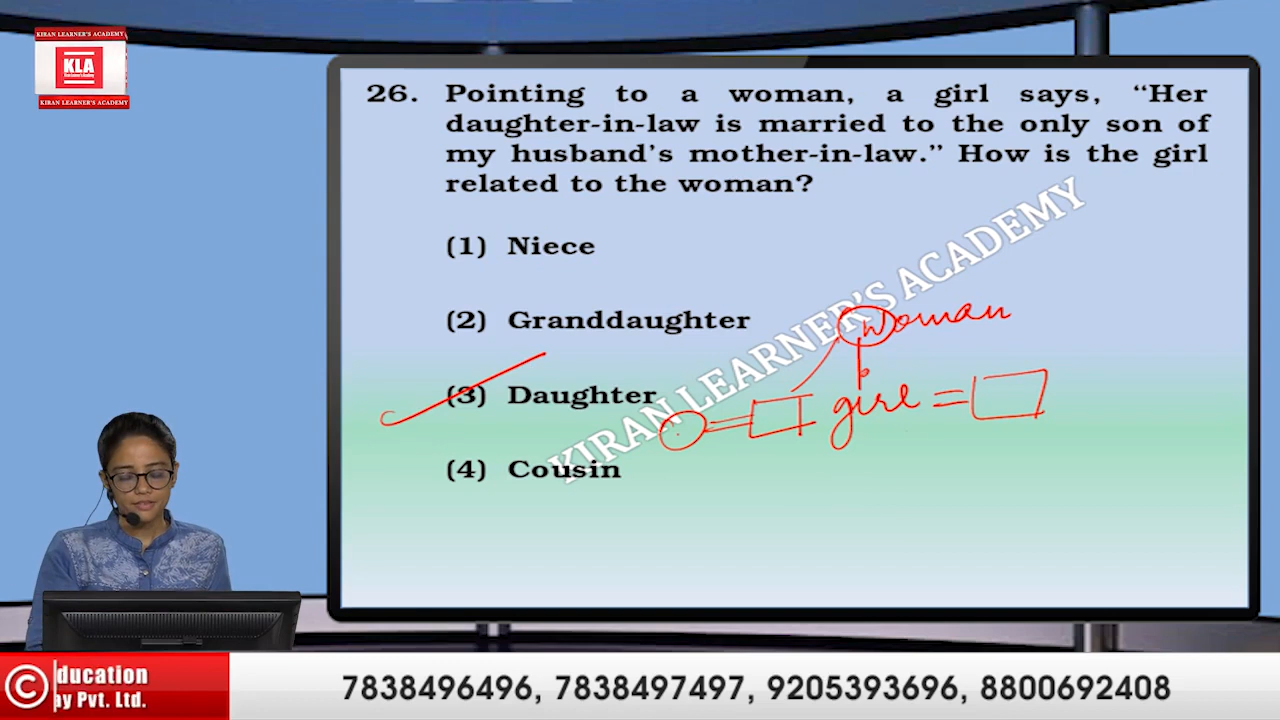 KIRAN LEARNER'S ACADEMY
KLA
KIRAN LEARNER'S ACADEMY
26. Pointing to a woman, a girl says, “Her
daughter-in-law is married to the only son of
my husband’s mother-in-law.” How is the girl
related to the woman?
(1) Niece
(2) Granddaughter
(3) Daughter
(4) Cousin
KIRAN LEARNER'S ACADEMY
woman
girl
©
ducation
ay Pvt. Ltd.
7838496496, 7838497497, 9205393696, 8800692408